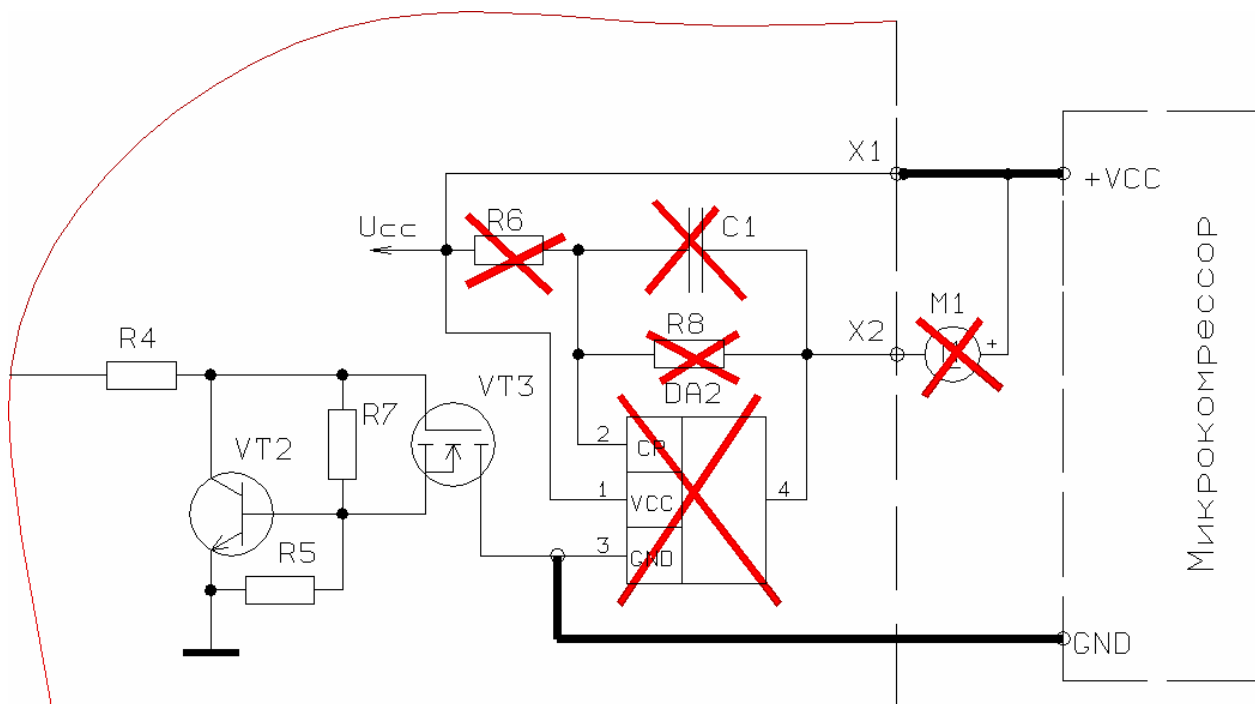 X1
+VCC
R6
C1
Ucc
M1
R8
X2
+
R4
DA2
VT3
R7
2
CP
VT2
1
VCC
4
3
GND
R5
GND
Микрокомрессор